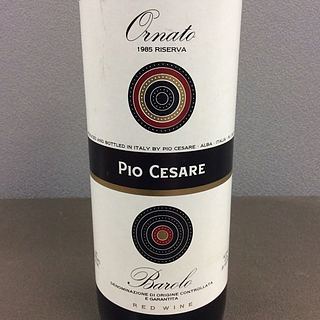 Ornato
1985 RISERVA
AND BOTTLED IN ITALY BY PIO CESARE - ALBA - ITALIA
PIO CESARE
Barolo
DENOMINAZIONE DI ORIGINE CONTROLLATA
E GARANTITA
RED WINE